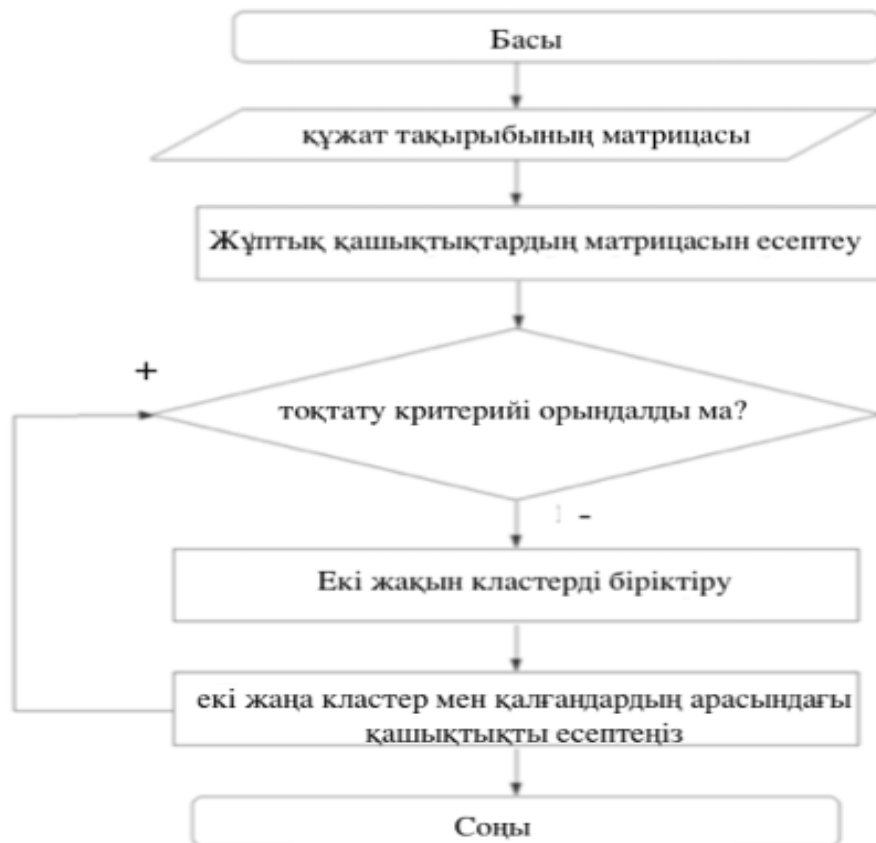 Басы
құжат тақырыбының матрицасы
Жұптық қашықтықтардың матрицасын есептеу
+
тоқтату критерийі орындалды ма?
-
Екі жақын кластерді біріктіру
екі жаңа кластер мен қалғандардың арасындағы
қашықтықты есептеңіз
Соңы